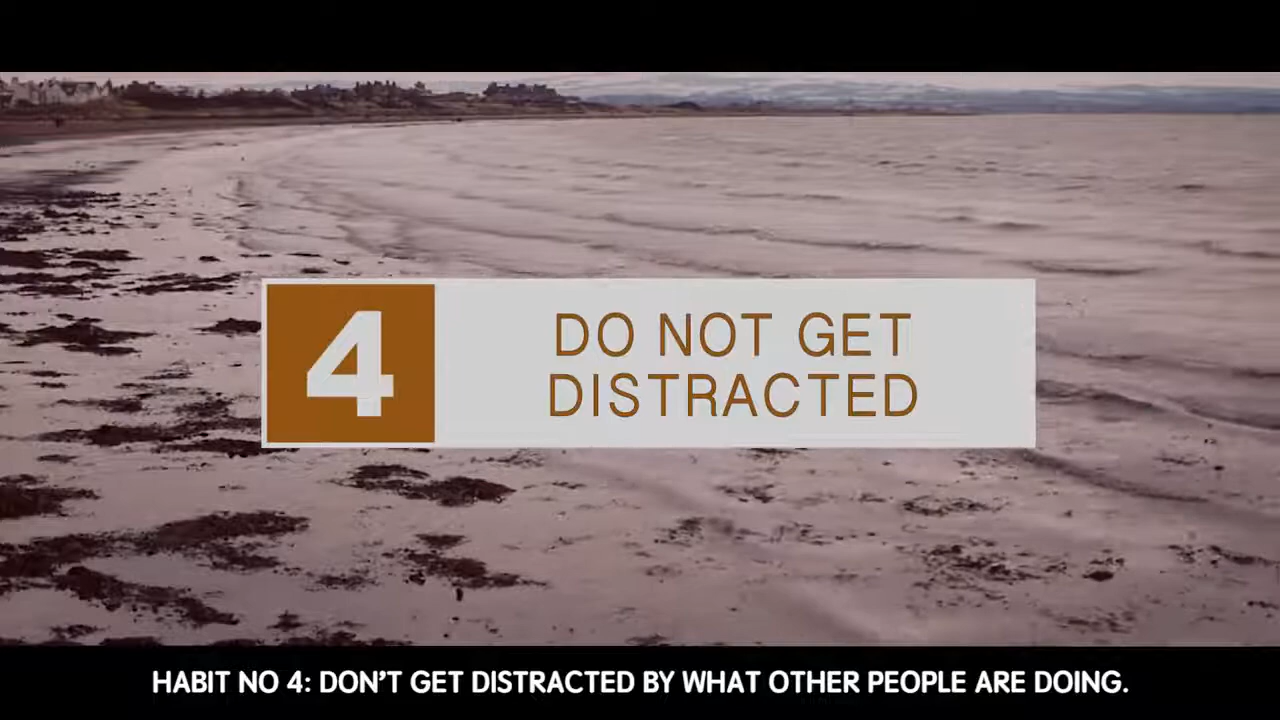 4
DO NOT GET
DISTRACTED
HABIT NO 4: DON'T GET DISTRACTED BY WHAT OTHER PEOPLE ARE DOING.